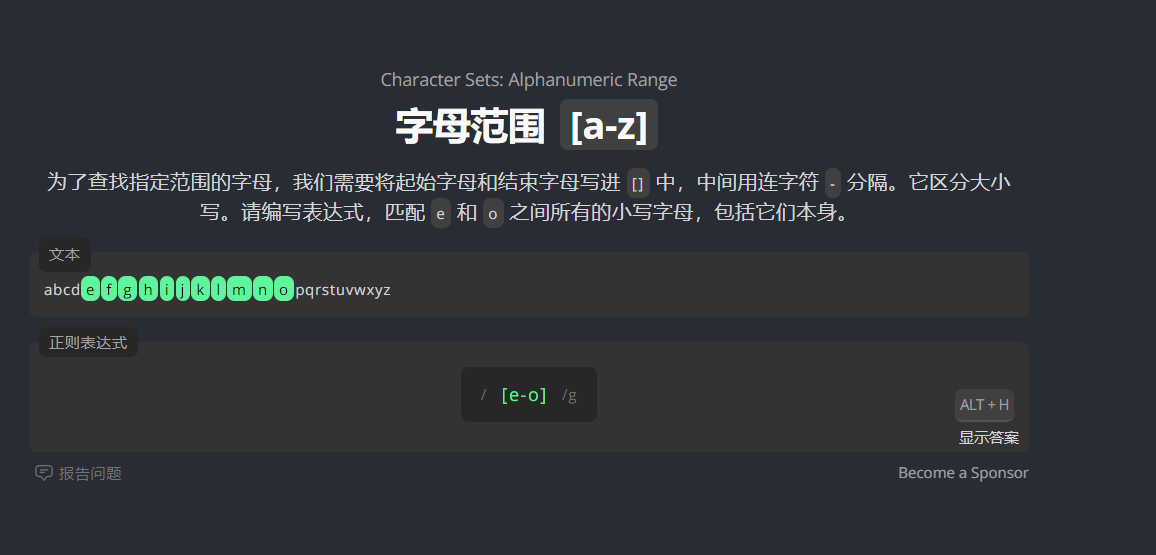 Character Sets: Alphanumeric Range
字母范围 [a-z]
为了查找指定范围的字母，我们需要将起始字母和结束字母写进 [] 中，中间用连字符 - 分隔。它区分大小
写。请编写表达式，匹配 e 和 o 之间所有的小写字母，包括它们本身。
文本
abcdefghijklmnopqrstuvwxyz
正则表达式
/ [e-o] /g
ALT + H
显示答案
报告问题
Become a Sponsor